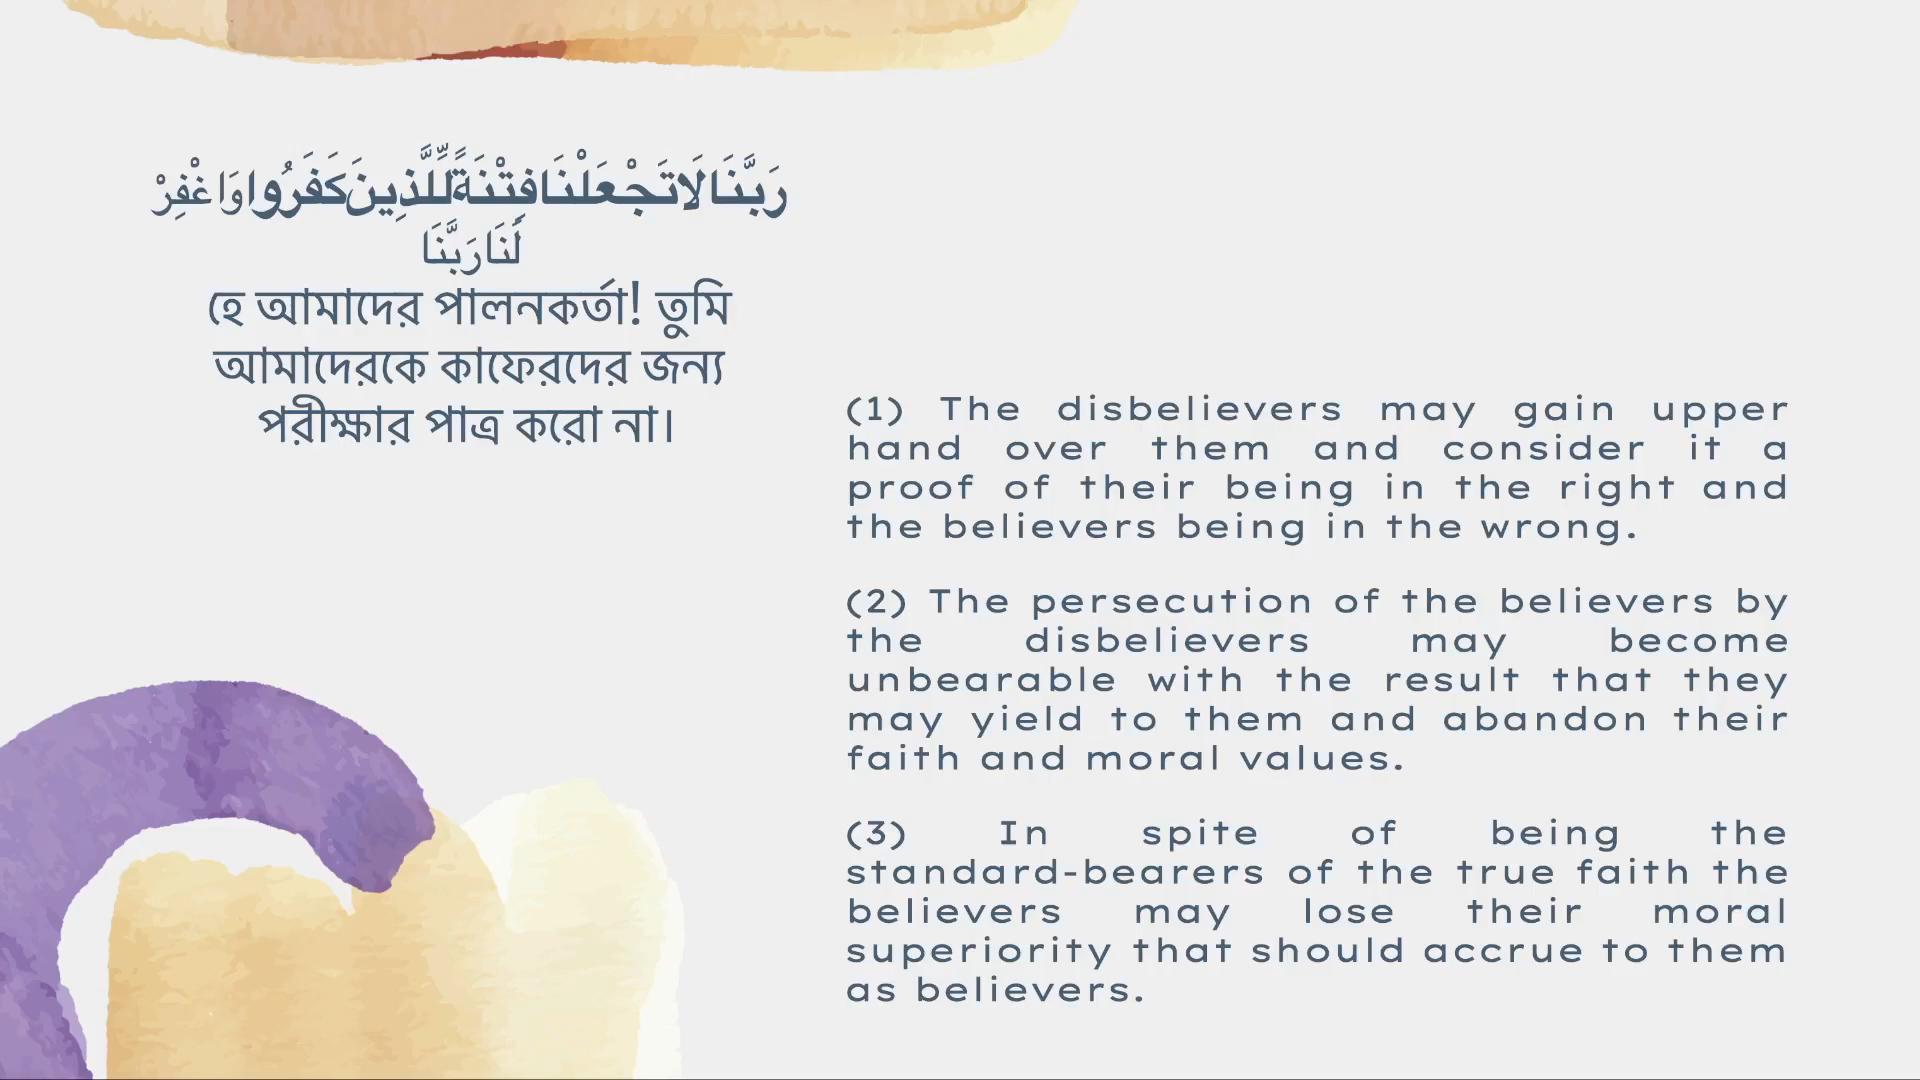 رَبَّنَا لَا تَجْعَلْنَا فِتْنَةً لِّلَّذِينَ كَفَرُوا وَاغْفِرْ
لَنَا رَبَّنَا
হে আমাদের পালনকর্তা! তুমি
আমাদেরকে কাফেরদের জন্য
পরীক্ষার পাত্র করো না।
(1) The disbelievers may gain upper
hand over them and consider it a
proof of their being in the right and
the believers being in the wrong.
(2) The persecution of the believers by
the disbelievers may become
unbearable with the result that they
may yield to them and abandon their
faith and moral values.
(3) In spite of being the
standard-bearers of the true faith the
believers may lose their moral
superiority that should accrue to them
as believers.